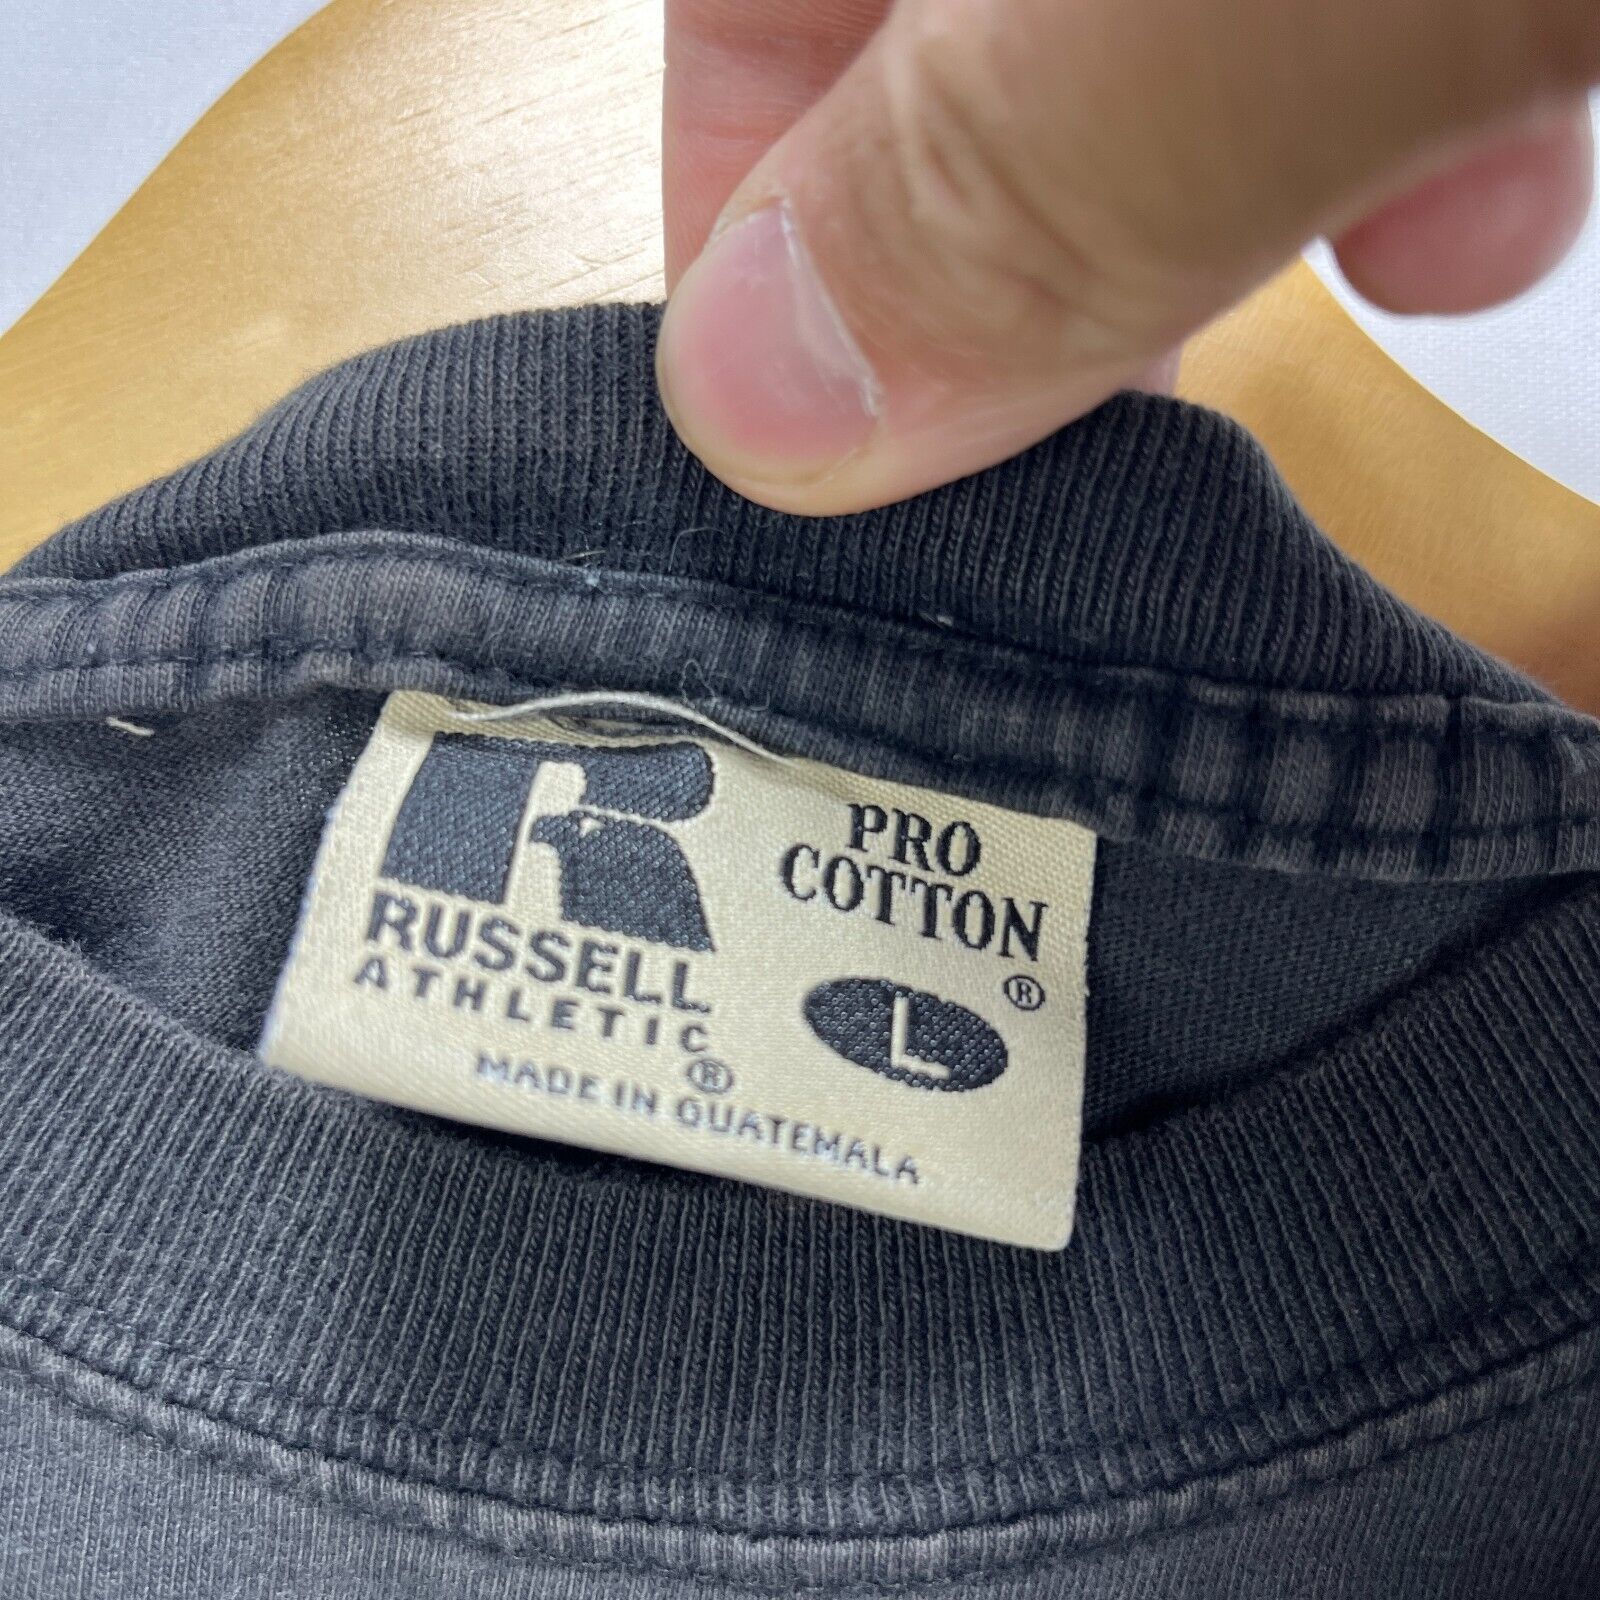 R
RUSSELL
ATHLETIC®
MADE IN GUATEMALA
PRO
COTTON®
L